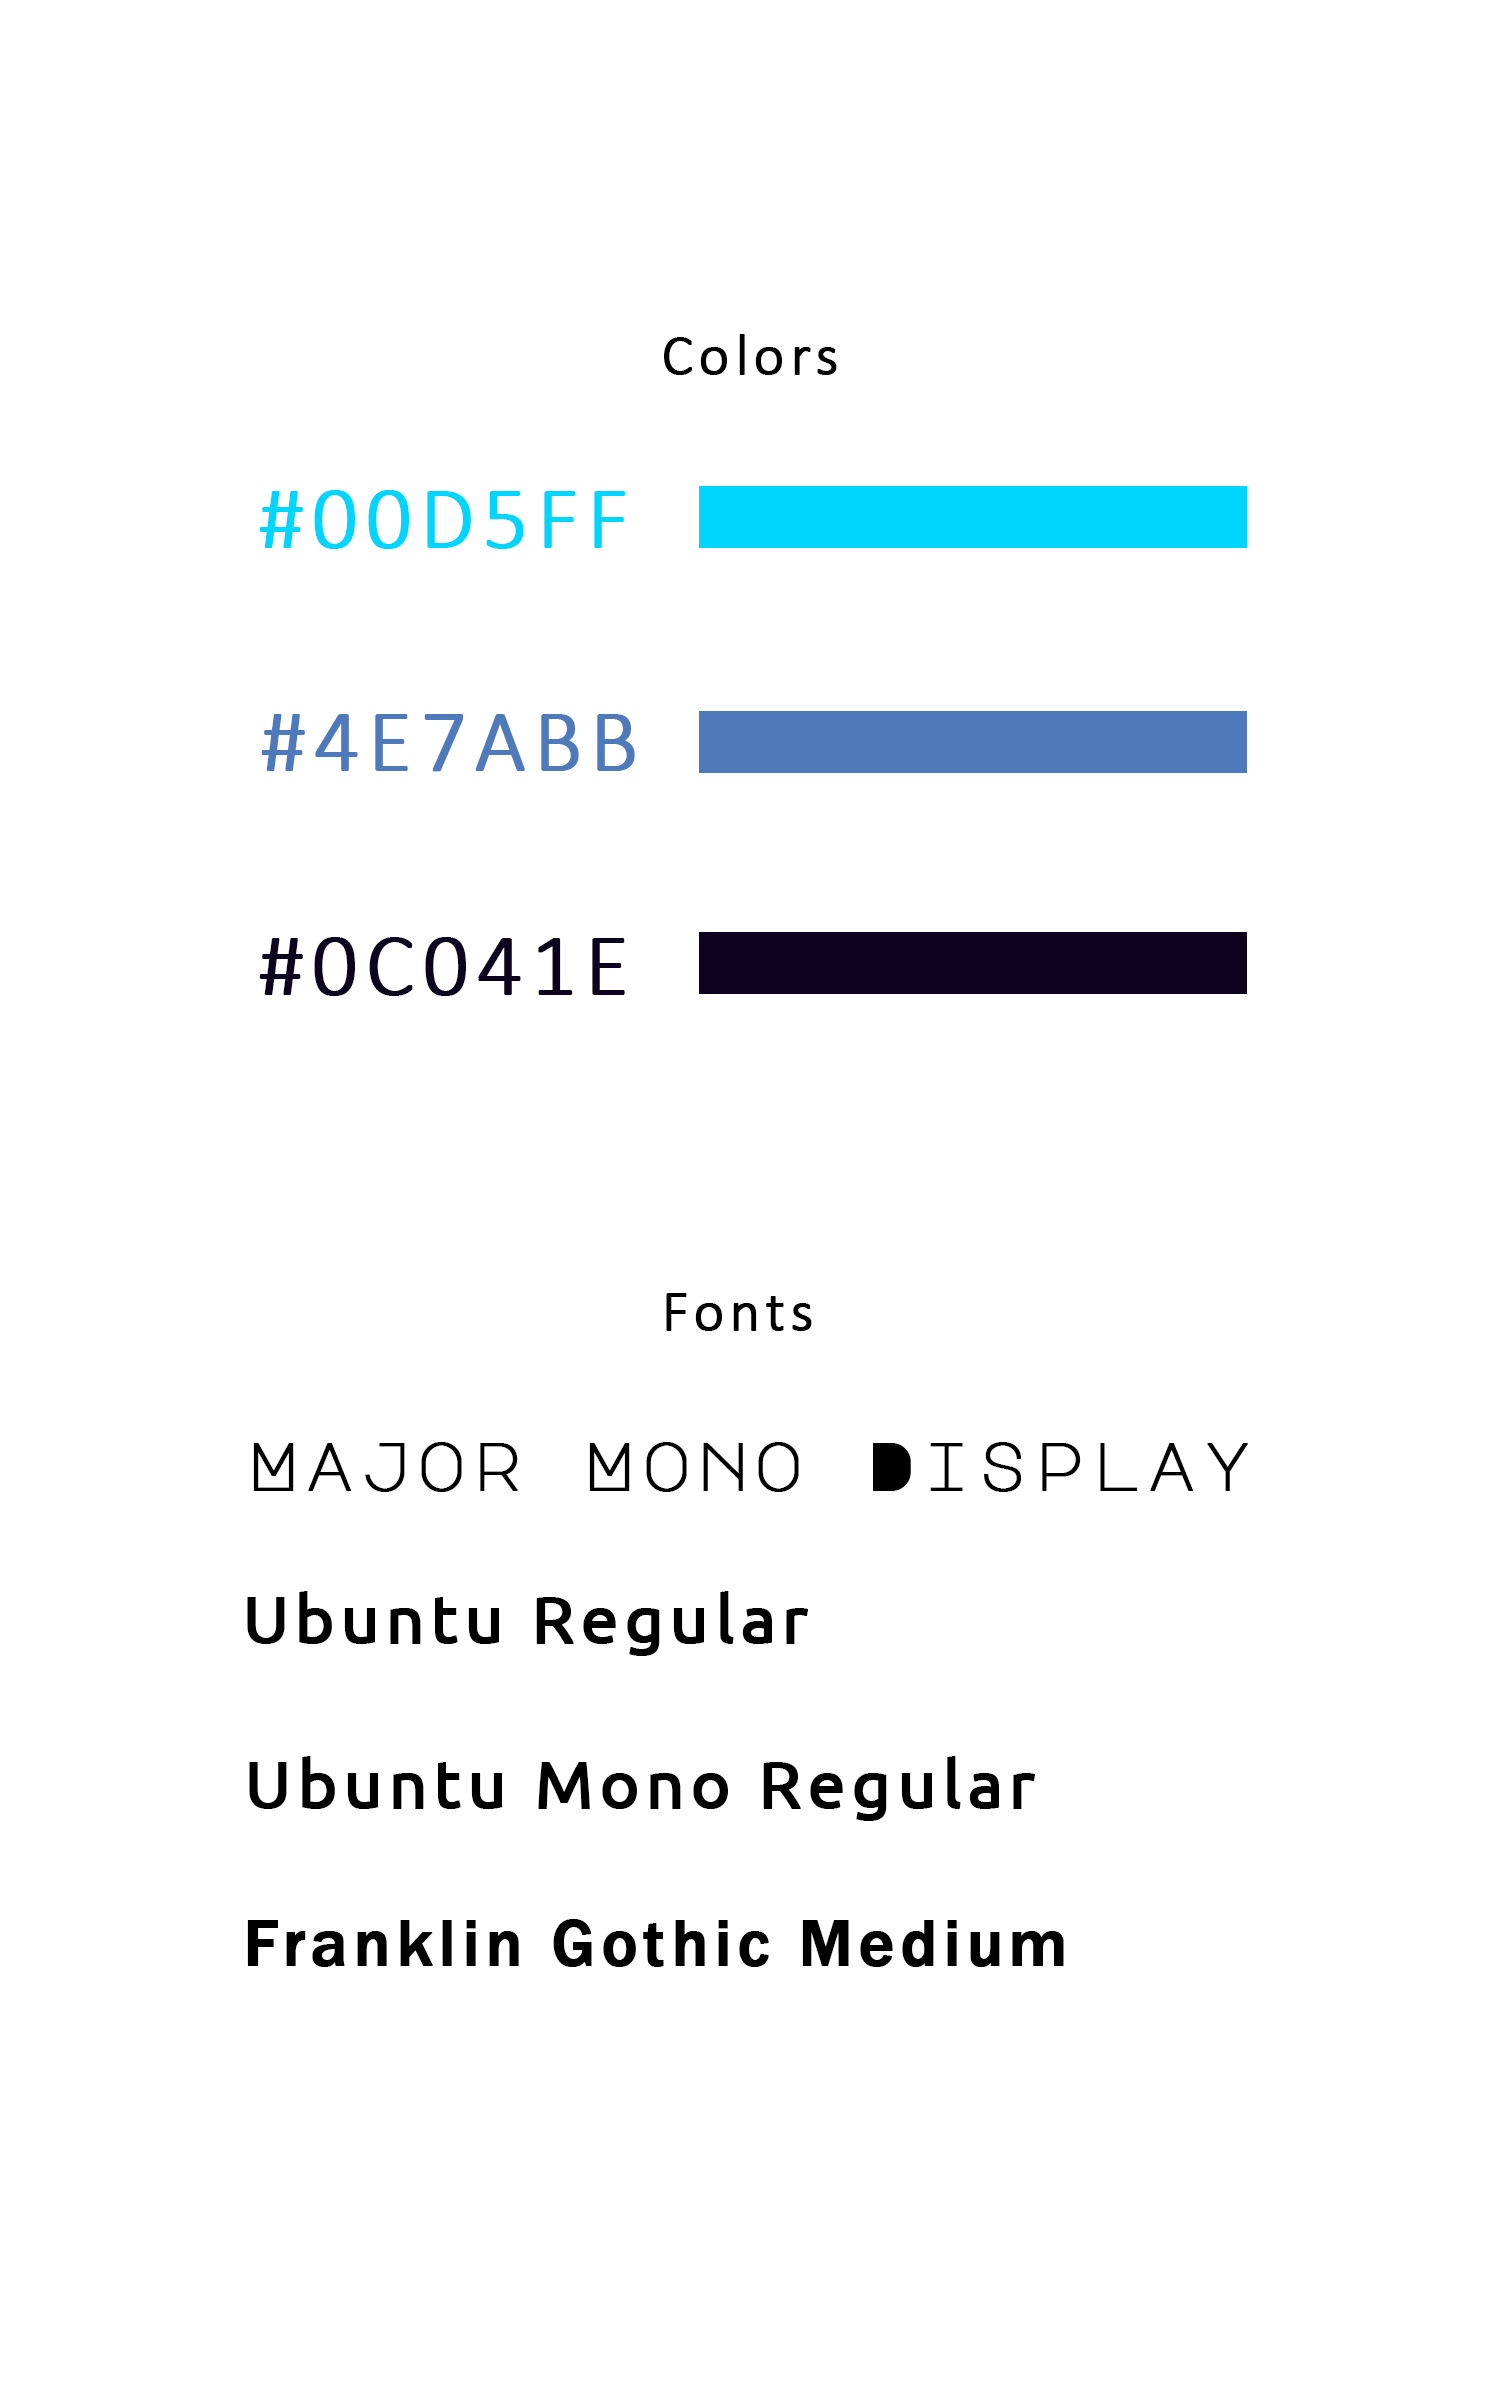 Colors
#00D5FF
#4E7ABB
#0C041E
Fonts
Major Mono Display
Ubuntu Regular
Ubuntu Mono Regular
Franklin Gothic Medium